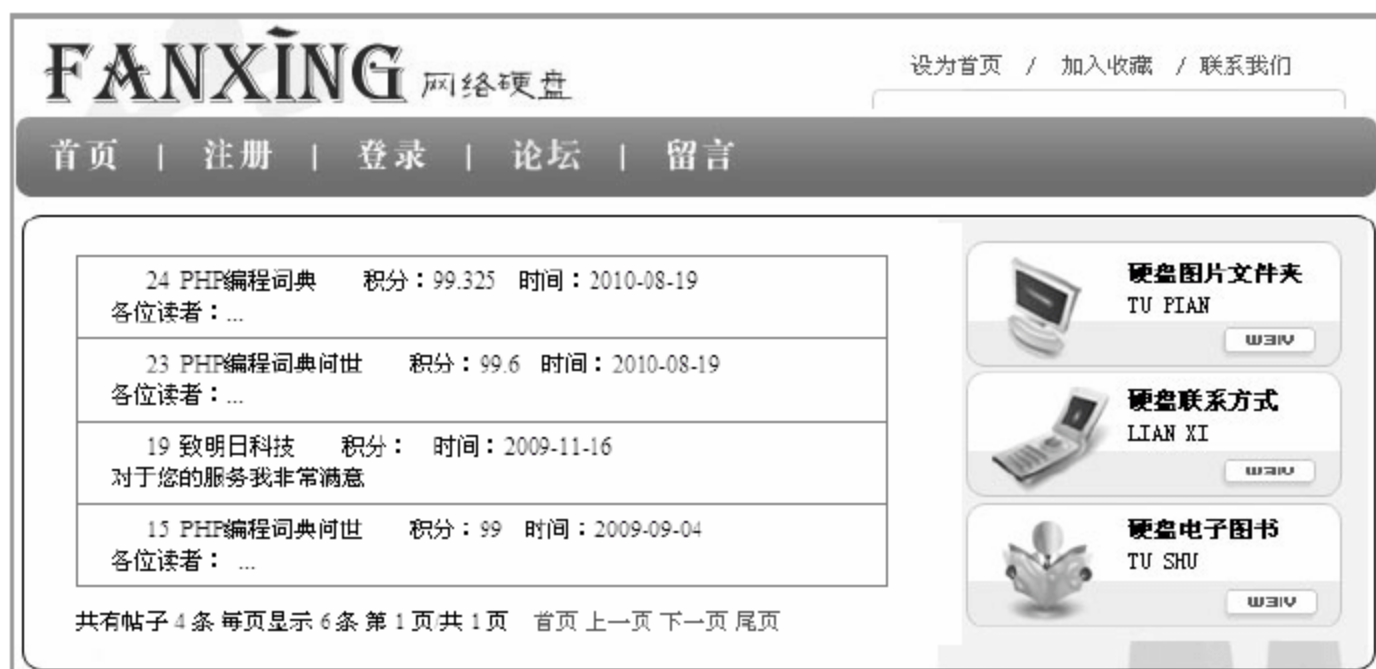 FANXING 网络硬盘
设为首页 / 加入收藏 / 联系我们
首页 | 注册 | 登录 | 论坛 | 留言
24 PHP编程词典 积分：99.325 时间：2010-08-19
各位读者：...
23 PHP编程词典问世 积分：99.6 时间：2010-08-19
各位读者：...
19 致明日科技 积分： 时间：2009-11-16
对于您的服务我非常满意
15 PHP编程词典问世 积分：99 时间：2009-09-04
各位读者： ...
共有帖子 4 条 每页显示 6 条 第 1 页/共 1 页 首页 上一页 下一页 尾页
硬盘图片文件夹
TU PIAN
VIEW
硬盘联系方式
LIAN XI
VIEW
硬盘电子图书
TU SHU
VIEW